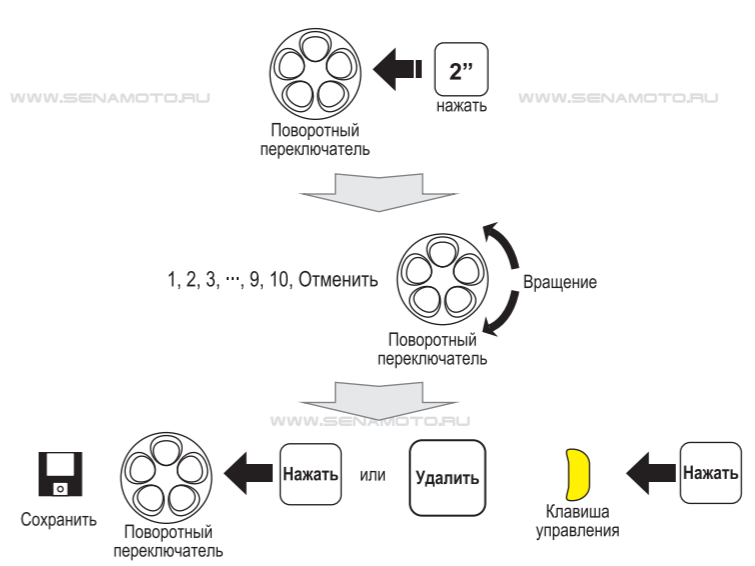 2”
нажать
WWW.SENAMOTO.RU
WWW.SENAMOTO.RU
Поворотный
переключатель
1, 2, 3, ···, 9, 10, Отменить
Вращение
Поворотный
переключатель
WWW.SENAMOTO.RU
Сохранить
Поворотный
переключатель
Нажать
или
Удалить
Клавиша
управления
Нажать